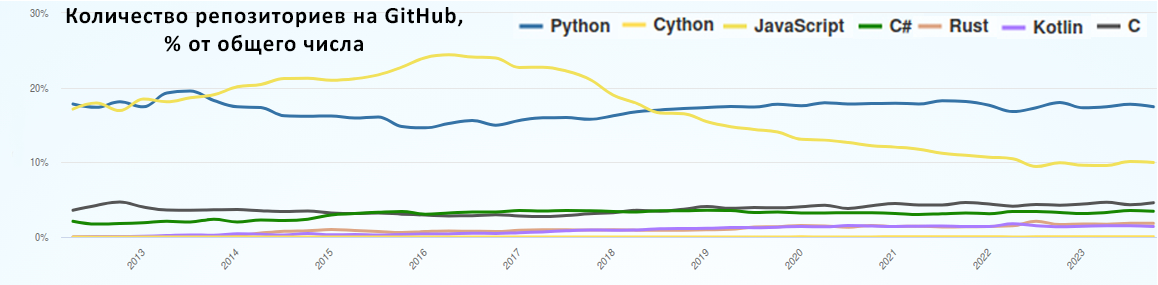 Количество репозиториев на GitHub,
% от общего числа
Python Cython JavaScript C# Rust Kotlin C
30%
20%
10%
0%
2013 2014 2015 2016 2017 2018 2019 2020 2021 2022 2023